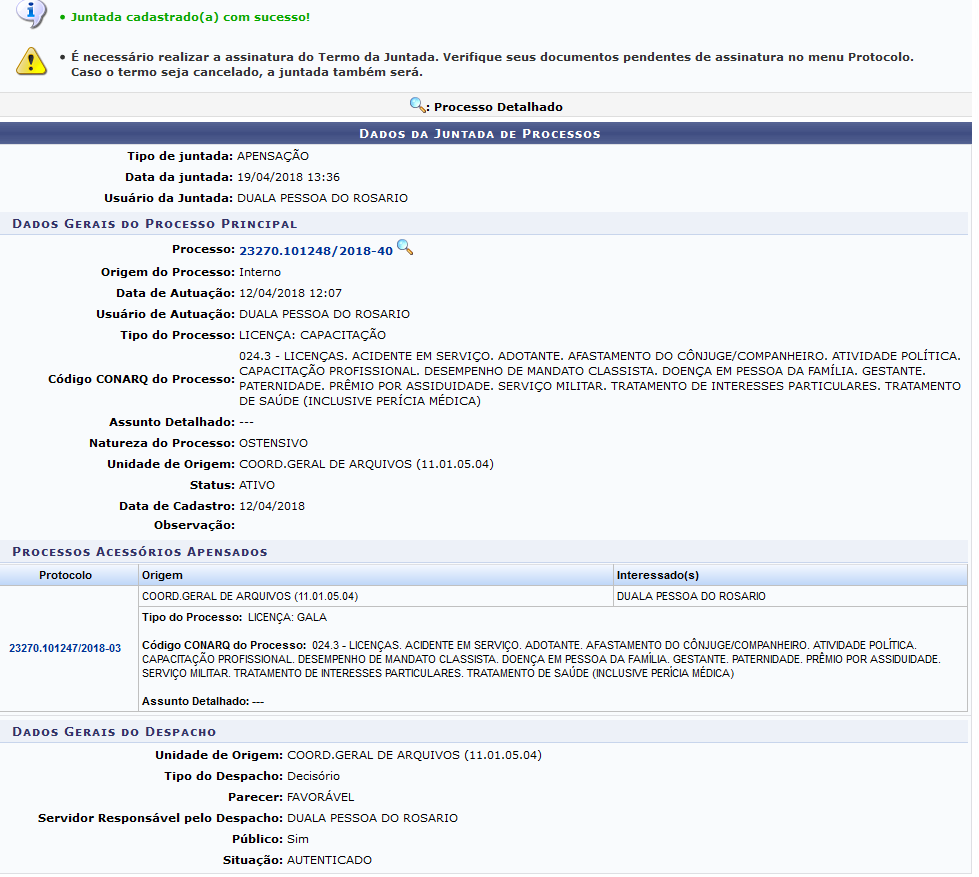 • Juntada cadastrado(a) com sucesso!
• É necessário realizar a assinatura do Termo da Juntada. Verifique seus documentos pendentes de assinatura no menu Protocolo.
Caso o termo seja cancelado, a juntada também será.
: Processo Detalhado
Dados da Juntada de Processos
Tipo de juntada: APENSAÇÃO
Data da juntada: 19/04/2018 13:36
Usuário da Juntada: DUALA PESSOA DO ROSARIO
Dados Gerais do Processo Principal
Processo: 23270.101248/2018-40
Origem do Processo: Interno
Data de Autuação: 12/04/2018 12:07
Usuário de Autuação: DUALA PESSOA DO ROSARIO
Tipo do Processo: LICENÇA: CAPACITAÇÃO
024.3 - LICENÇAS. ACIDENTE EM SERVIÇO. ADOTANTE. AFASTAMENTO DO CÔNJUGE/COMPANHEIRO. ATIVIDADE POLÍTICA.
Código CONARQ do Processo: CAPACITAÇÃO PROFISSIONAL. DESEMPENHO DE MANDATO CLASSISTA. DOENÇA EM PESSOA DA FAMÍLIA. GESTANTE.
PATERNIDADE. PRÊMIO POR ASSIDUIDADE. SERVIÇO MILITAR. TRATAMENTO DE INTERESSES PARTICULARES. TRATAMENTO
DE SAÚDE (INCLUSIVE PERÍCIA MÉDICA)
Assunto Detalhado: ---
Natureza do Processo: OSTENSIVO
Unidade de Origem: COORD.GERAL DE ARQUIVOS (11.01.05.04)
Status: ATIVO
Data de Cadastro: 12/04/2018
Observação:
Processos Acessórios Apensados
Protocolo Origem Interessado(s)
COORD.GERAL DE ARQUIVOS (11.01.05.04) DUALA PESSOA DO ROSARIO
Tipo do Processo: LICENÇA: GALA
23270.101247/2018-03 Código CONARQ do Processo: 024.3 - LICENÇAS. ACIDENTE EM SERVIÇO. ADOTANTE. AFASTAMENTO DO CÔNJUGE/COMPANHEIRO. ATIVIDADE POLÍTICA.
CAPACITAÇÃO PROFISSIONAL. DESEMPENHO DE MANDATO CLASSISTA. DOENÇA EM PESSOA DA FAMÍLIA. GESTANTE. PATERNIDADE. PRÊMIO POR ASSIDUIDADE.
SERVIÇO MILITAR. TRATAMENTO DE INTERESSES PARTICULARES. TRATAMENTO DE SAÚDE (INCLUSIVE PERÍCIA MÉDICA)
Assunto Detalhado: ---
Dados Gerais do Despacho
Unidade de Origem: COORD.GERAL DE ARQUIVOS (11.01.05.04)
Tipo do Despacho: Decisório
Parecer: FAVORÁVEL
Servidor Responsável pelo Despacho: DUALA PESSOA DO ROSARIO
Público: Sim
Situação: AUTENTICADO